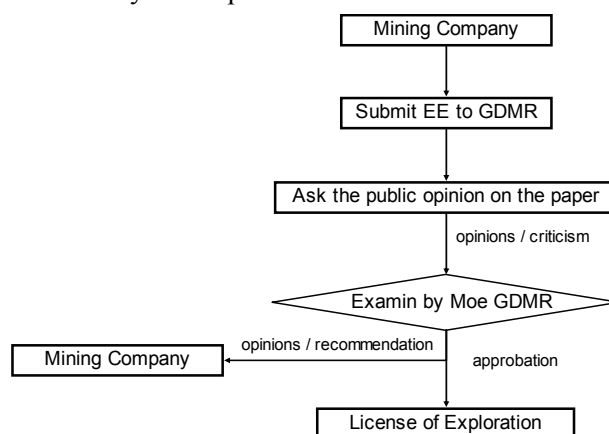 Mining Company
Submit EE to GDMR
Ask the public opinion on the paper
opinions / criticism
Examin by Moe GDMR
opinions / recommendation
Mining Company
approbation
License of Exploration